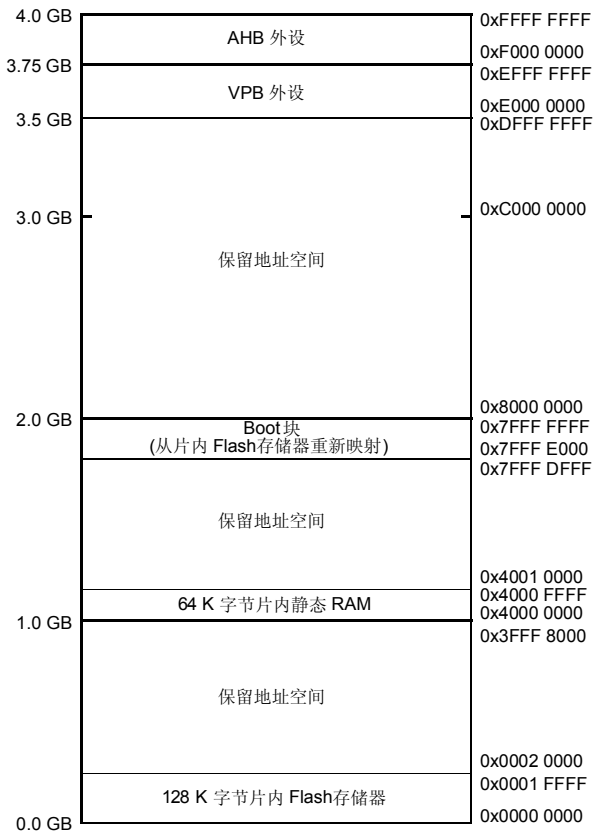 4.0 GB
0xFFFF FFFF
AHB 外设
0xF000 0000
3.75 GB
0xEFFF FFFF
VPB 外设
0xE000 0000
3.5 GB
0xDFFF FFFF
3.0 GB
0xC000 0000
保留地址空间
0x8000 0000
2.0 GB
Boot块
0x7FFF FFFF
(从片内 Flash存储器重新映射)
0x7FFF E000
0x7FFF DFFF
保留地址空间
0x4001 0000
0x4000 FFFF
64 K 字节片内静态 RAM
0x4000 0000
1.0 GB
0x3FFF 8000
保留地址空间
0x0002 0000
0x0001 FFFF
128 K 字节片内 Flash存储器
0x0000 0000
0.0 GB